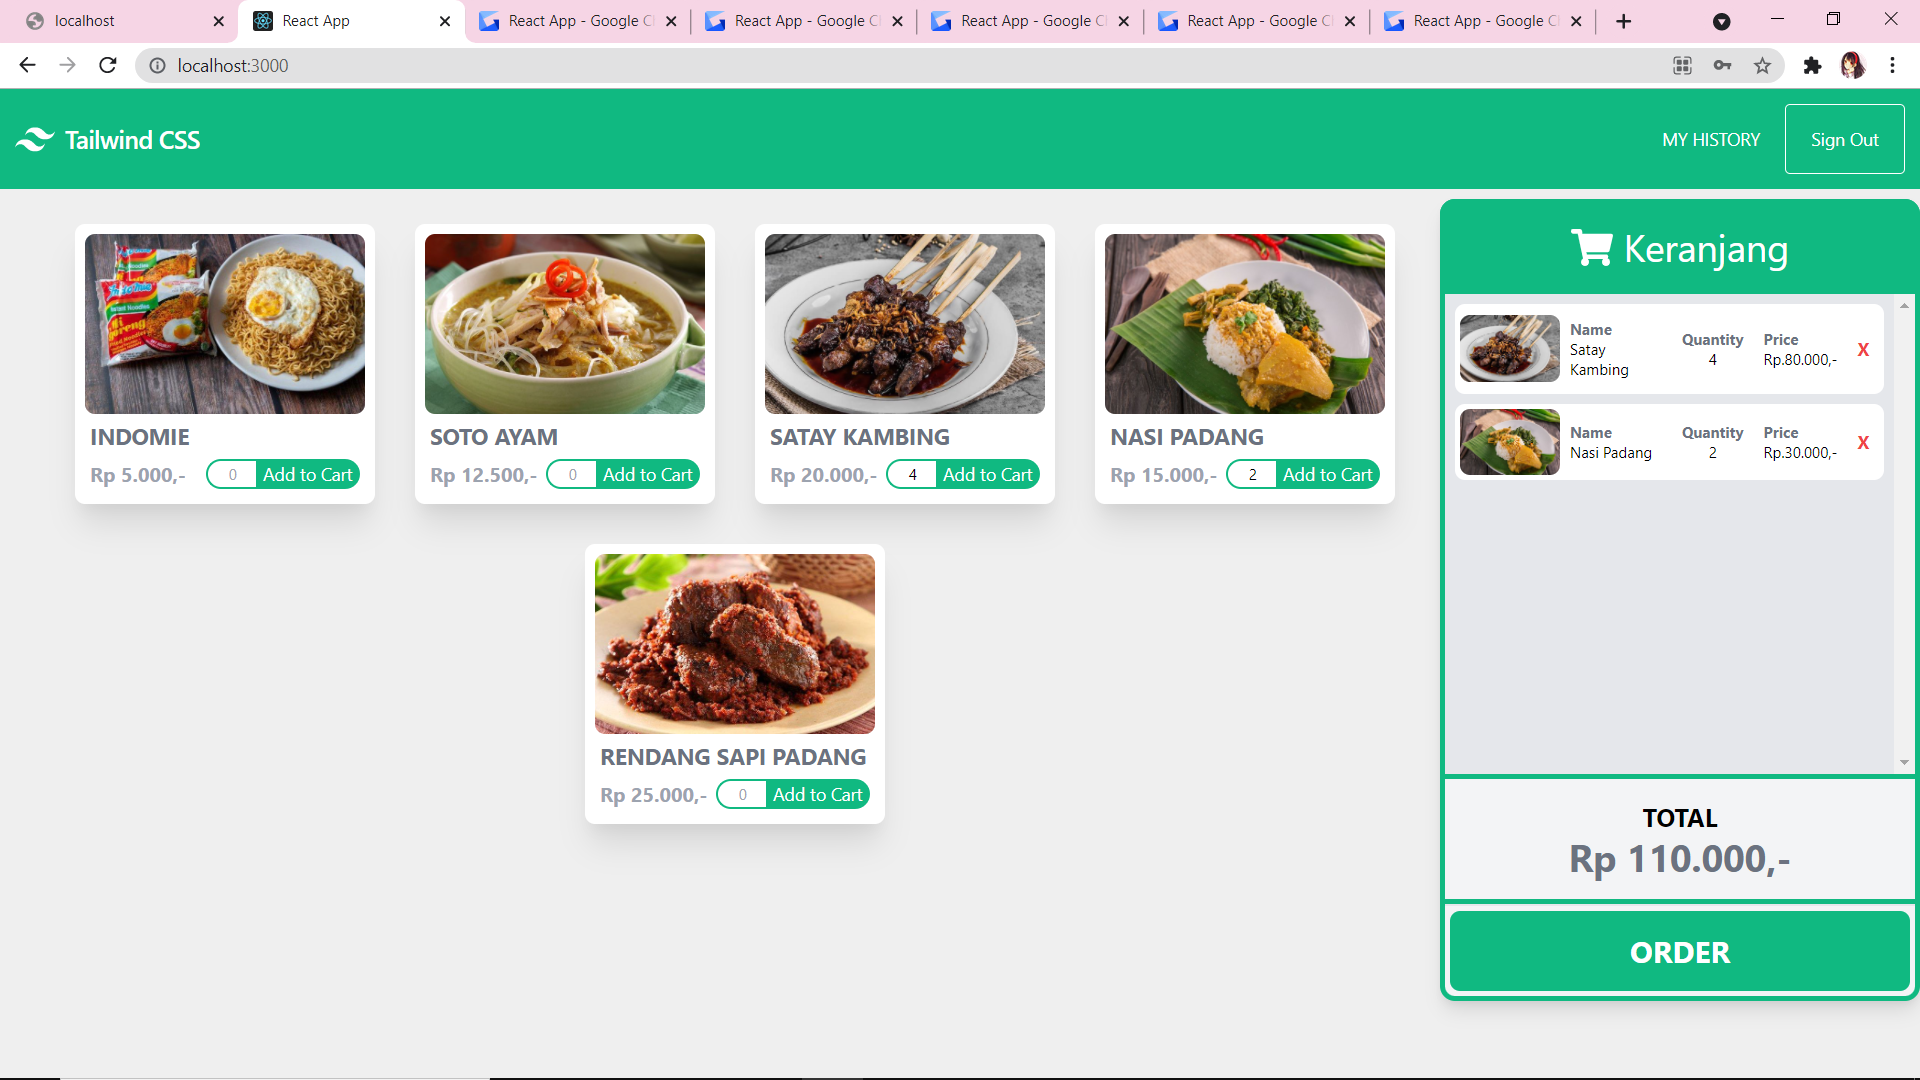 localhost
React App
React App - Google C
React App - Google C
React App - Google C
React App - Google C
React App - Google C
localhost:3000
Tailwind CSS
MY HISTORY
Sign Out
INDOMIE
Rp 5.000,-
0
Add to Cart
SOTO AYAM
Rp 12.500,-
0
Add to Cart
SATAY KAMBING
Rp 20.000,-
4
Add to Cart
NASI PADANG
Rp 15.000,-
2
Add to Cart
RENDANG SAPI PADANG
Rp 25.000,-
0
Add to Cart
Keranjang
Name
Satay
Kambing
Quantity
4
Price
Rp.80.000,-
X
Name
Nasi Padang
Quantity
2
Price
Rp.30.000,-
X
TOTAL
Rp 110.000,-
ORDER